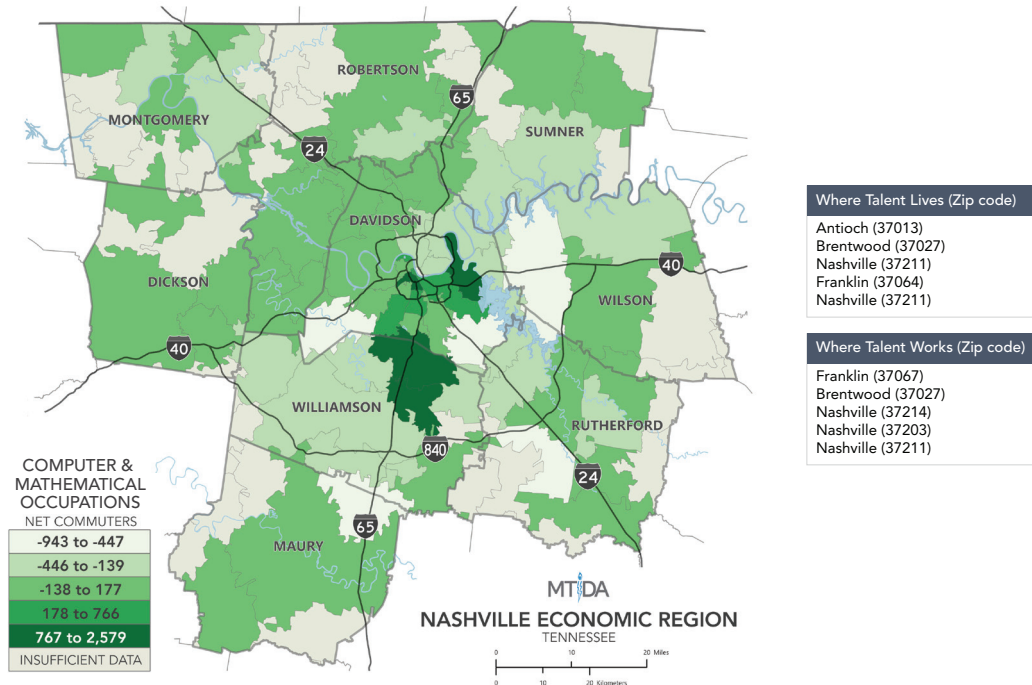 ROBERTSON
65
MONTGOMERY
SUMNER
24
DAVIDSON
40
DICKSON
WILSON
40
WILLIAMSON
RUTHERFORD
840
24
65
MAURY
COMPUTER &
MATHEMATICAL
OCCUPATIONS
NET COMMUTERS
-943 to -447
-446 to -139
-138 to 177
178 to 766
767 to 2,579
INSUFFICIENT DATA
MTIDA
NASHVILLE ECONOMIC REGION
TENNESSEE
0 10 20 Miles
0 10 20 Kilometers
Where Talent Lives (Zip code)
Antioch (37013)
Brentwood (37027)
Nashville (37211)
Franklin (37064)
Nashville (37211)
Where Talent Works (Zip code)
Franklin (37067)
Brentwood (37027)
Nashville (37214)
Nashville (37203)
Nashville (37211)